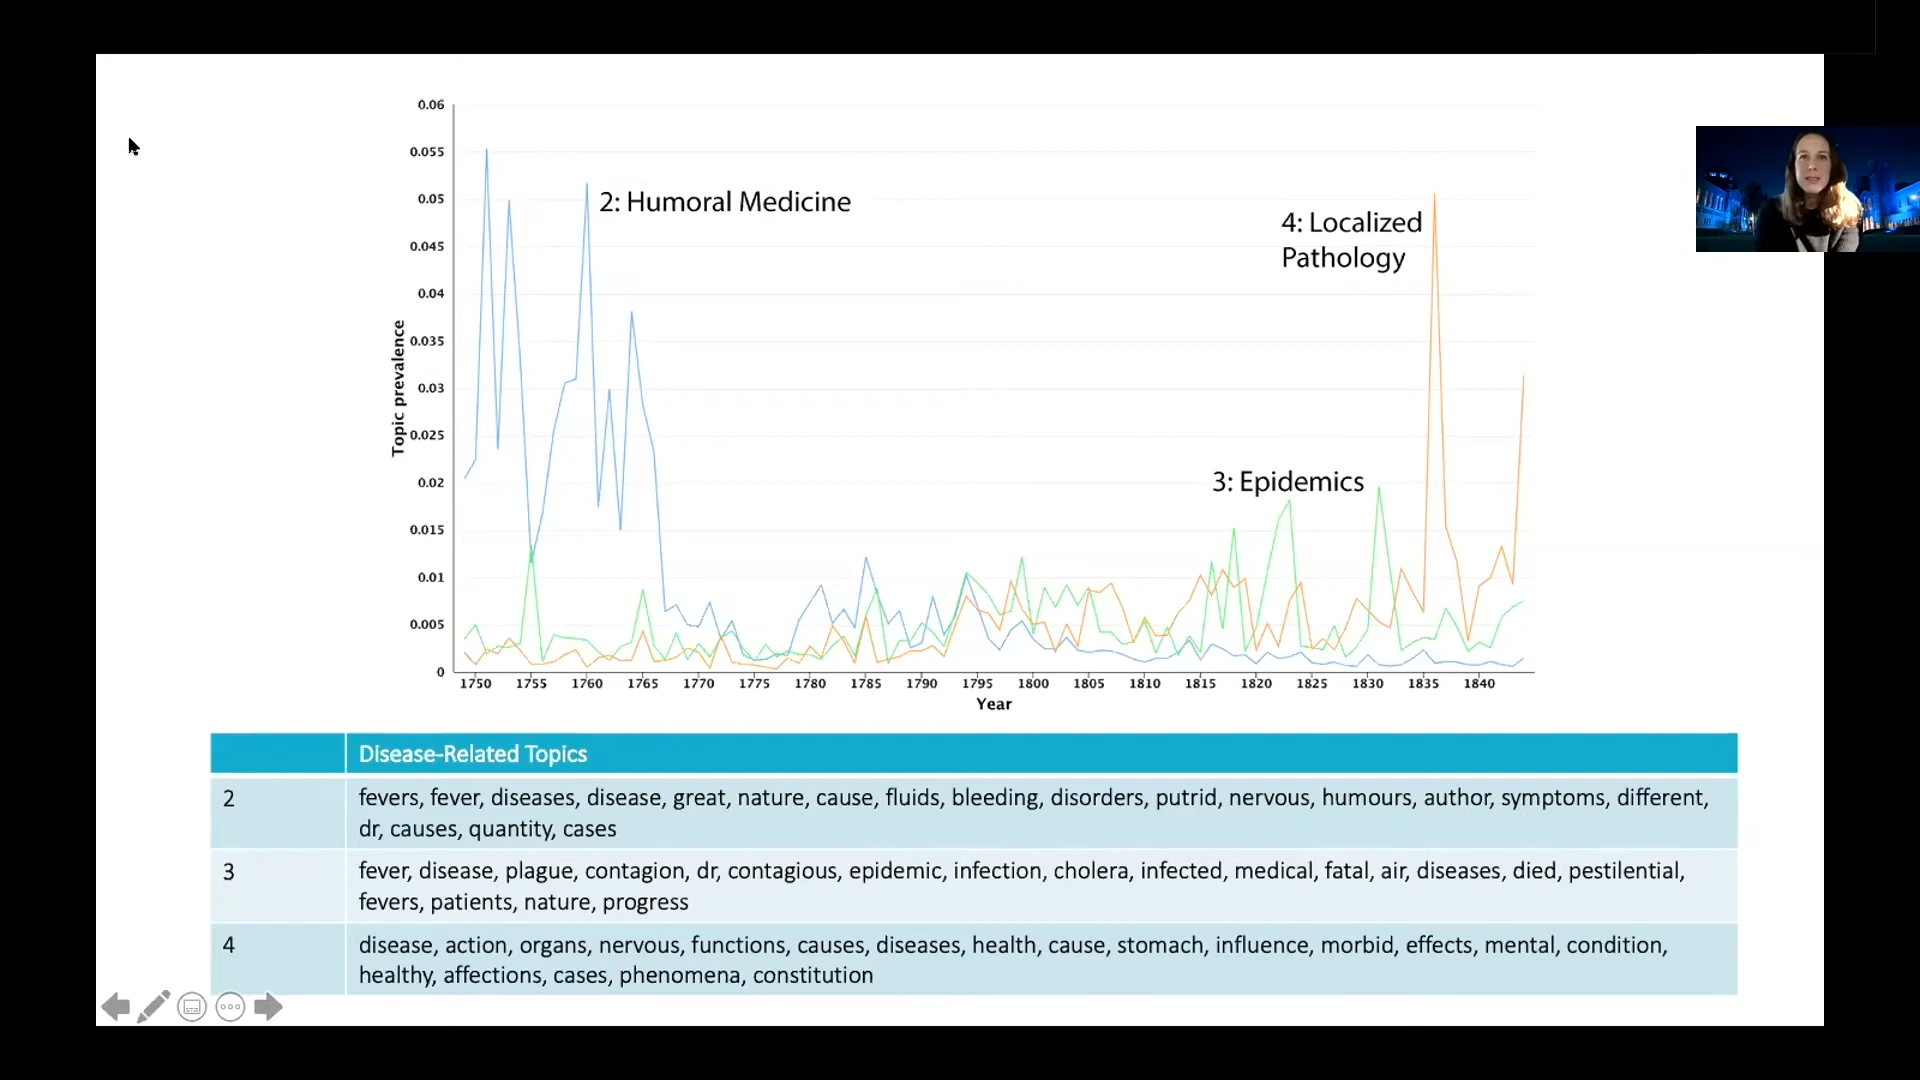 0.06
0.055
0.05
0.045
0.04
0.035
0.03
0.025
0.02
0.015
0.01
0.005
0
Topic prevalence
2: Humoral Medicine
4: Localized
Pathology
3: Epidemics
1750 1755 1760 1765 1770 1775 1780 1785 1790 1795 1800 1805 1810 1815 1820 1825 1830 1835 1840
Year
Disease-Related Topics
2
fevers, fever, diseases, disease, great, nature, cause, fluids, bleeding, disorders, putrid, nervous, humours, author, symptoms, different,
dr, causes, quantity, cases
3
fever, disease, plague, contagion, dr, contagious, epidemic, infection, cholera, infected, medical, fatal, air, diseases, died, pestilential,
fevers, patients, nature, progress
4
disease, action, organs, nervous, functions, causes, diseases, health, cause, stomach, influence, morbid, effects, mental, condition,
healthy, affections, cases, phenomena, constitution